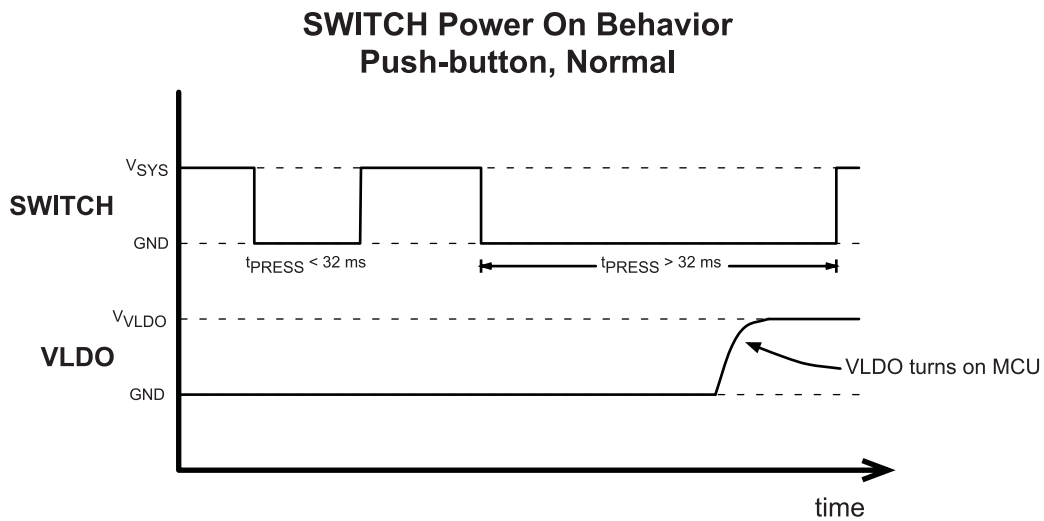 SWITCH Power On Behavior
Push-button, Normal
VSYS
SWITCH
GND
tPRESS < 32 ms
tPRESS > 32 ms
VVLDO
VLDO
VLDO turns on MCU
GND
time